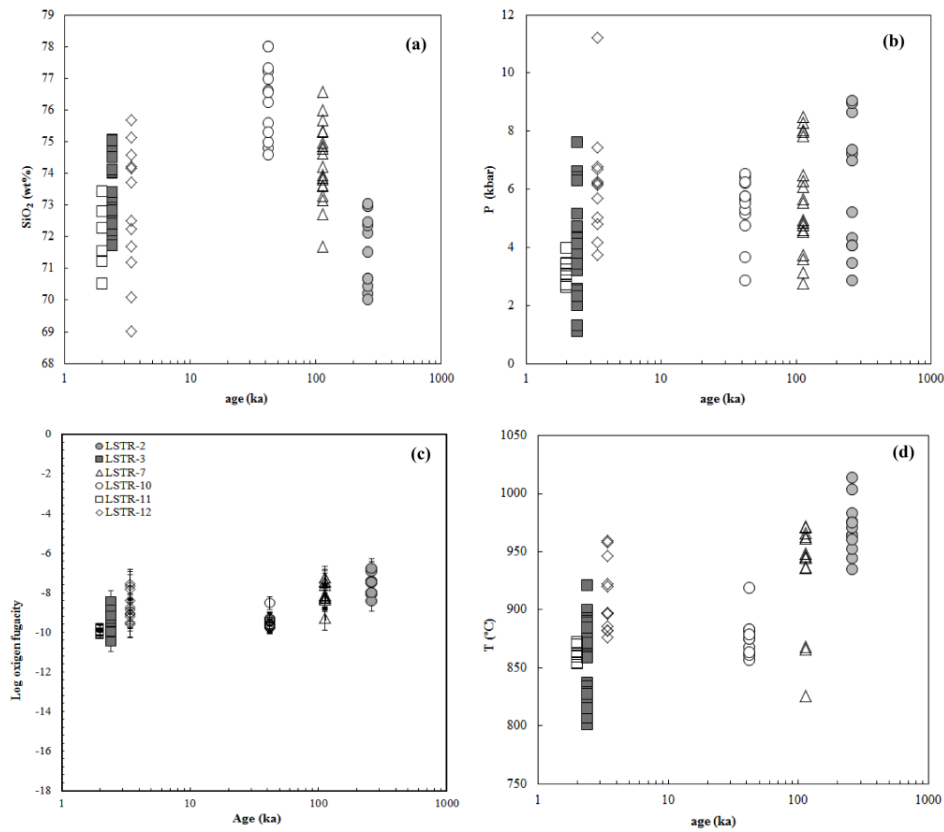 79
78
77
76
75
74
73
72
71
70
69
68
SiO2 (wt%)
(a)
1
10
100
1000
age (ka)
12
10
8
6
4
2
0
P (kbar)
(b)
1
10
100
1000
age (ka)
0
-2
-4
-6
-8
-10
-12
-14
-16
-18
Log oxigen fugacity
LSTR-2
LSTR-3
LSTR-7
LSTR-10
LSTR-11
LSTR-12
(c)
1
10
100
1000
Age (ka)
1050
1000
950
900
850
800
750
T (°C)
(d)
1
10
100
1000
age (ka)